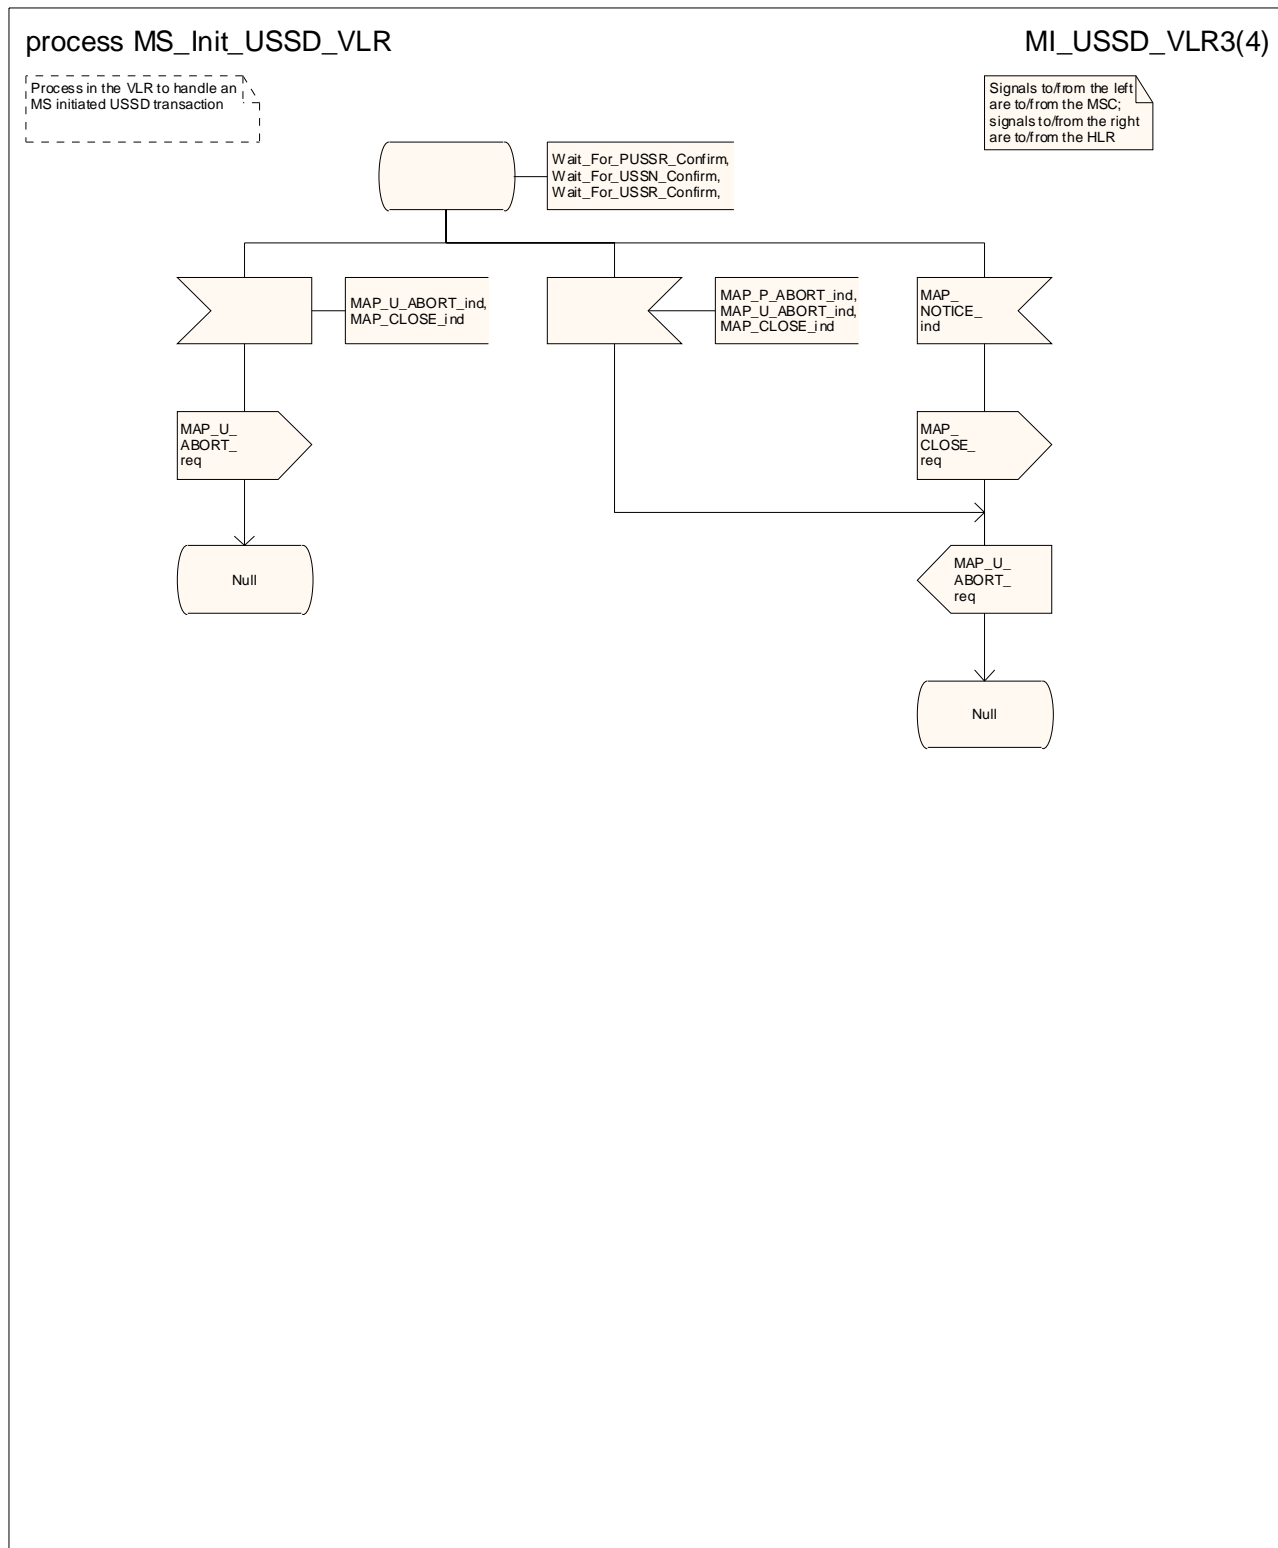 process MS_Init_USSD_VLR
MI_USSD_VLR3(4)
Process in the VLR to handle an
MS initiated USSD transaction
Signals to/from the left
are to/from the MSC;
signals to/from the right
are to/from the HLR
Wait_For_PUSSR_Confirm,
Wait_For_USSN_Confirm,
Wait_For_USSR_Confirm,
MAP_U_ABORT_ind,
MAP_CLOSE_ind
MAP_P_ABORT_ind,
MAP_U_ABORT_ind,
MAP_CLOSE_ind
MAP_
NOTICE_
ind
MAP_U_
ABORT_
req
MAP_
CLOSE_
req
Null
MAP_U_
ABORT_
req
Null